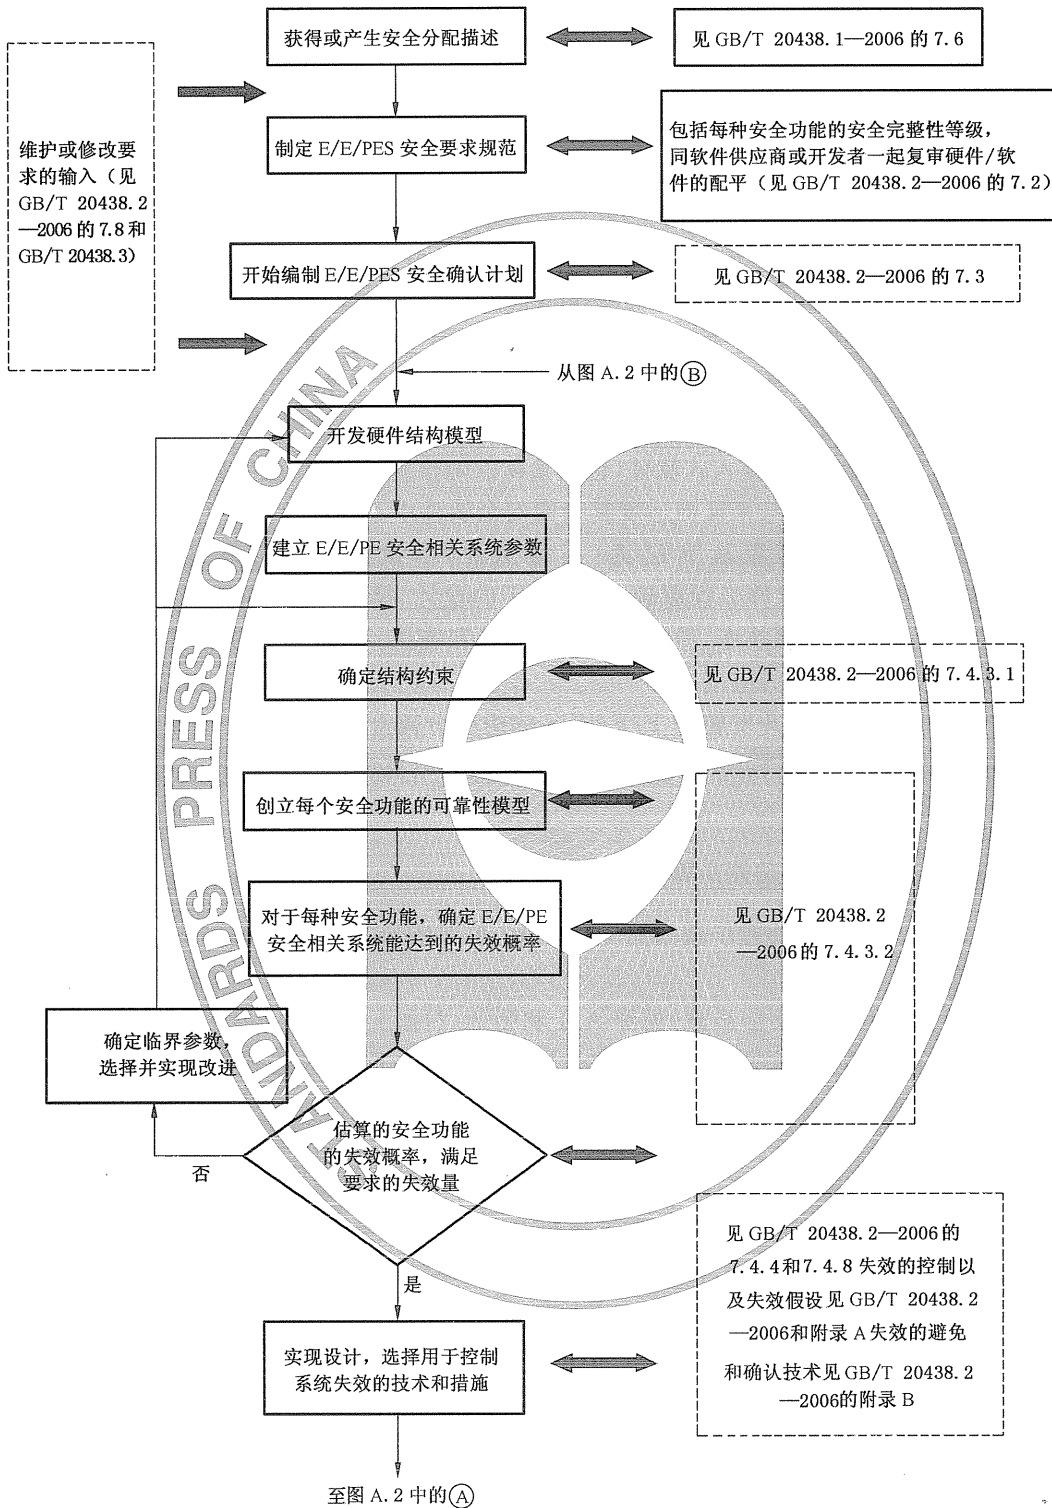 获得或产生安全分配描述
见 GB/T 20438.1—2006 的 7.6
维护或修改要
求的输入（见
GB/T 20438.2
—2006 的 7.8 和
GB/T 20438.3）
制定 E/E/PES 安全要求规范
包括每种安全功能的安全完整性等级，
同软件供应商或开发者一起复审硬件/软
件的配平（见 GB/T 20438.2—2006 的 7.2）
开始编制 E/E/PES 安全确认计划
见 GB/T 20438.2—2006 的 7.3
从图 A.2 中的Ⓑ
开发硬件结构模型
建立 E/E/PE 安全相关系统参数
确定结构约束
见 GB/T 20438.2—2006 的 7.4.3.1
创立每个安全功能的可靠性模型
对于每种安全功能，确定 E/E/PE
安全相关系统能达到的失效概率
见 GB/T 20438.2
—2006 的 7.4.3.2
确定临界参数，
选择并实现改进
估算的安全功能
的失效概率，满足
要求的失效量
否
是
见 GB/T 20438.2—2006 的
7.4.4和7.4.8 失效的控制以
及失效假设见 GB/T 20438.2
—2006和附录 A 失效的避免
和确认技术见 GB/T 20438.2
—2006的附录 B
实现设计，选择用于控制
系统失效的技术和措施
至图 A.2 中的Ⓐ
STANDARDS PRESS OF CHINA